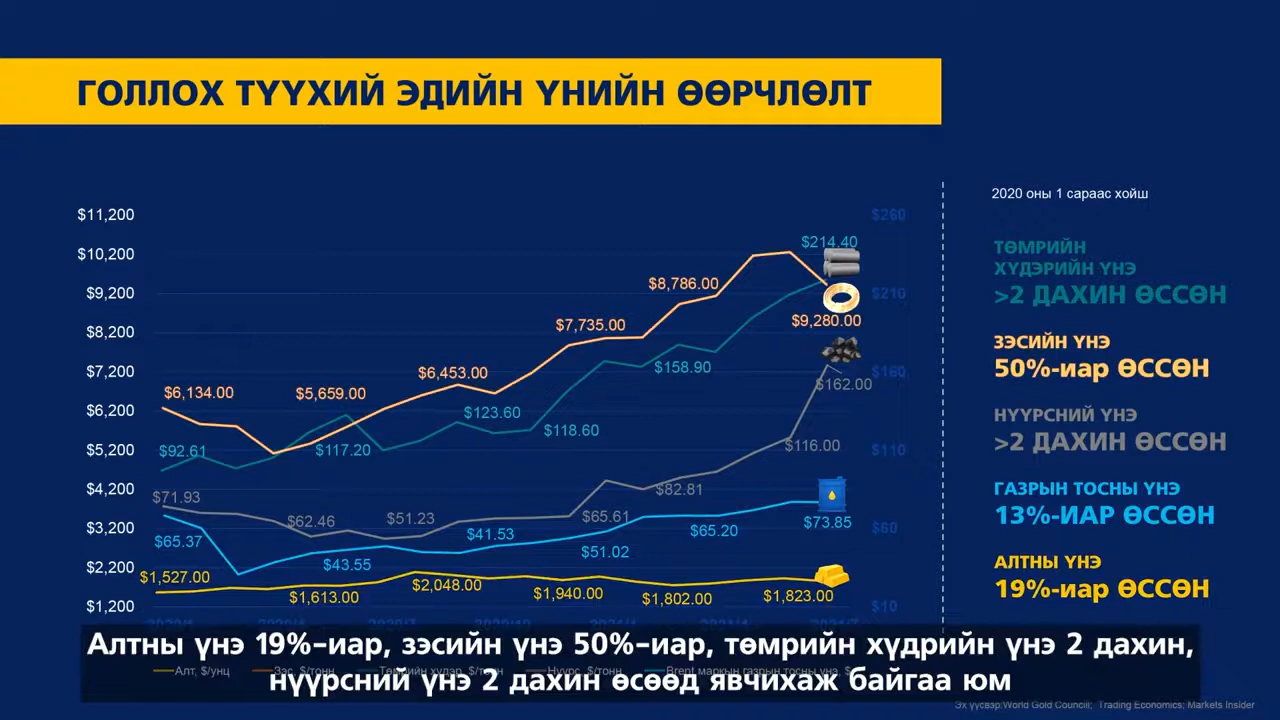 ГОЛЛОХ ТҮҮХИЙ ЭДИЙН ҮНИЙН ӨӨРЧЛӨЛТ
2020 оны 1 сараас хойш
$11,200
$10,200
$9,200
$8,200
$7,200
$6,200
$5,200
$4,200
$3,200
$2,200
$1,200
$260
$210
$160
$110
$60
$10
$6,134.00
$5,659.00
$6,453.00
$7,735.00
$8,786.00
$9,280.00
$92.61
$117.20
$123.60
$118.60
$158.90
$214.40
$71.93
$62.46
$51.23
$65.61
$82.81
$116.00
$162.00
$65.37
$43.55
$41.53
$51.02
$65.20
$73.85
$1,527.00
$1,613.00
$2,048.00
$1,940.00
$1,802.00
$1,823.00
ТӨМРИЙН
ХҮДЭРИЙН ҮНЭ
>2 ДАХИН ӨССӨН
ЗЭСИЙН ҮНЭ
50%-иар ӨССӨН
НҮҮРСНИЙ ҮНЭ
>2 ДАХИН ӨССӨН
ГАЗРЫН ТОСНЫ ҮНЭ
13%-ИАР ӨССӨН
АЛТНЫ ҮНЭ
19%-иар ӨССӨН
Алт, $/унц
Зэс, $/тонн
Төмрийн хүдэр, $/тонн
Нүүрс, $/тонн
Brent маркын газрын тосны үнэ, $
Алтны үнэ 19%-иар, зэсийн үнэ 50%-иар, төмрийн хүдрийн үнэ 2 дахин,
нүүрсний үнэ 2 дахин өсөөд явчихаж байгаа юм
Эх үүсвэр:World Gold Council; Trading Economics; Markets Insider